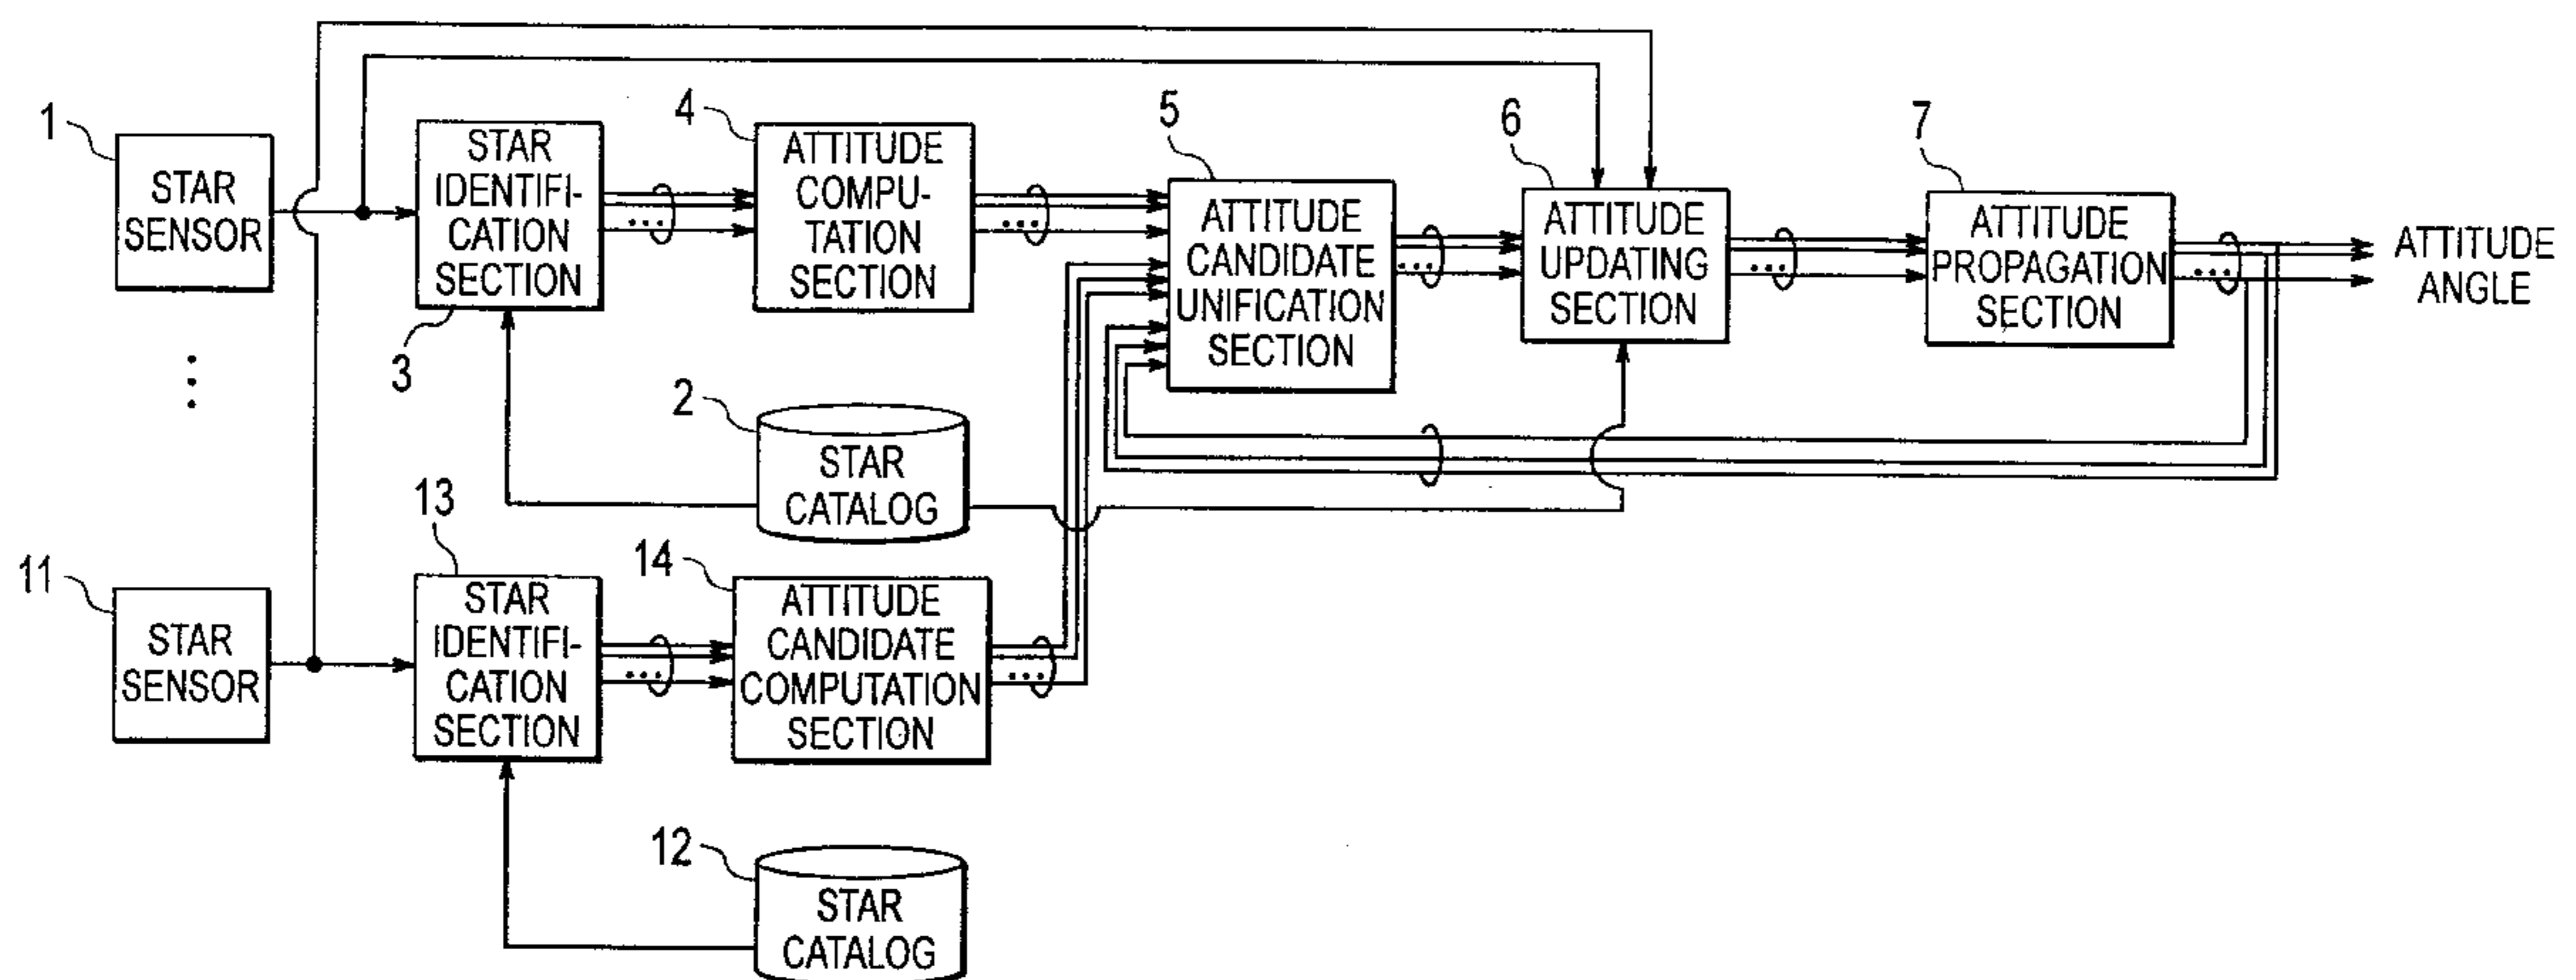 1
STAR
SENSOR
3
STAR
IDENTIFI-
CATION
SECTION
4
ATTITUDE
COMPU-
TATION
SECTION
5
ATTITUDE
CANDIDATE
UNIFICATION
SECTION
6
ATTITUDE
UPDATING
SECTION
7
ATTITUDE
PROPAGATION
SECTION
ATTITUDE
ANGLE
2
STAR
CATALOG
11
STAR
SENSOR
13
STAR
IDENTIFI-
CATION
SECTION
14
ATTITUDE
CANDIDATE
COMPUTATION
SECTION
12
STAR
CATALOG